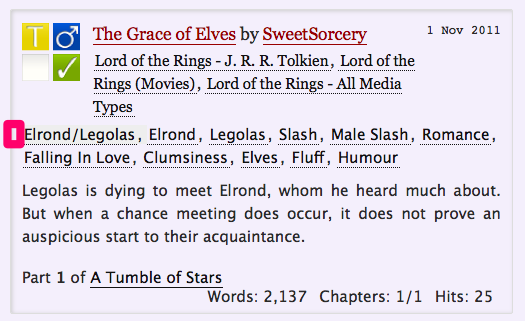 T
The Grace of Elves by SweetSorcery
1 Nov 2011
Lord of the Rings - J. R. R. Tolkien, Lord of the
Rings (Movies), Lord of the Rings - All Media
Types
Elrond/Legolas, Elrond, Legolas, Slash, Male Slash, Romance,
Falling In Love, Clumsiness, Elves, Fluff, Humour
Legolas is dying to meet Elrond, whom he heard much about.
But when a chance meeting does occur, it does not prove an
auspicious start to their acquaintance.
Part 1 of A Tumble of Stars
Words: 2,137 Chapters: 1/1 Hits: 25